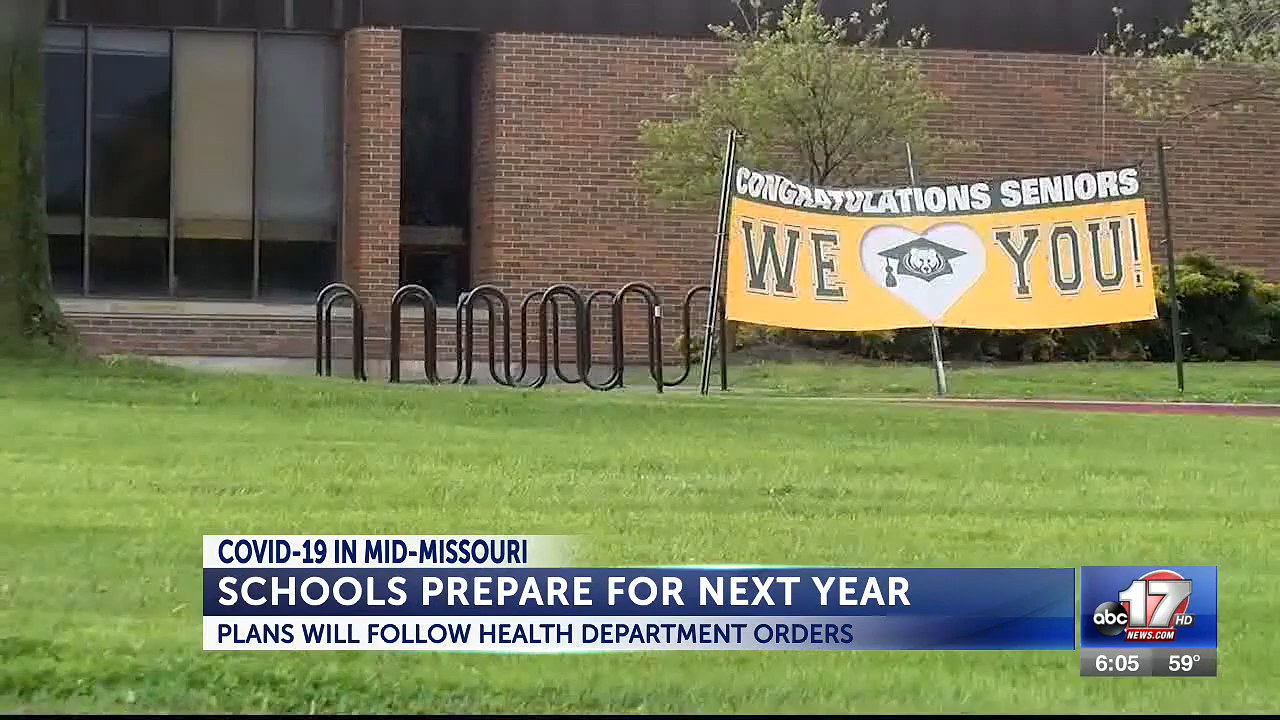 CONGRATULATIONS SENIORS
WE YOU!
COVID-19 IN MID-MISSOURI
SCHOOLS PREPARE FOR NEXT YEAR
PLANS WILL FOLLOW HEALTH DEPARTMENT ORDERS
abc 17 HD
NEWS.COM
6:05 59°